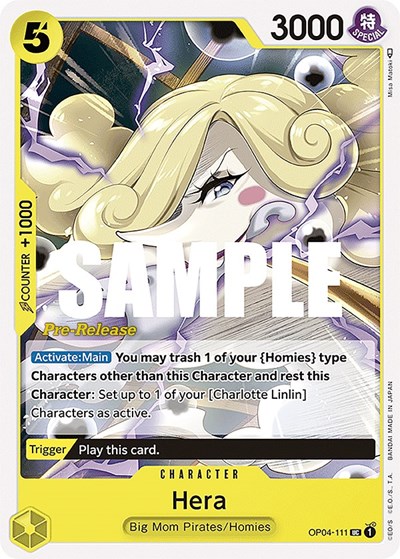 5
3000
特
SPECIAL
Misa Matoki
COUNTER +1000
SAMPLE
Pre-Release
Activate:Main You may trash 1 of your {Homies} type
Characters other than this Character and rest this
Character: Set up to 1 of your [Charlotte Linlin]
Characters as active.
Trigger Play this card.
CHARACTER
Hera
Big Mom Pirates/Homies
OP04-111 UC 1
©E.O./S., T.A. BANDAI MADE IN JAPAN
©E.O./S